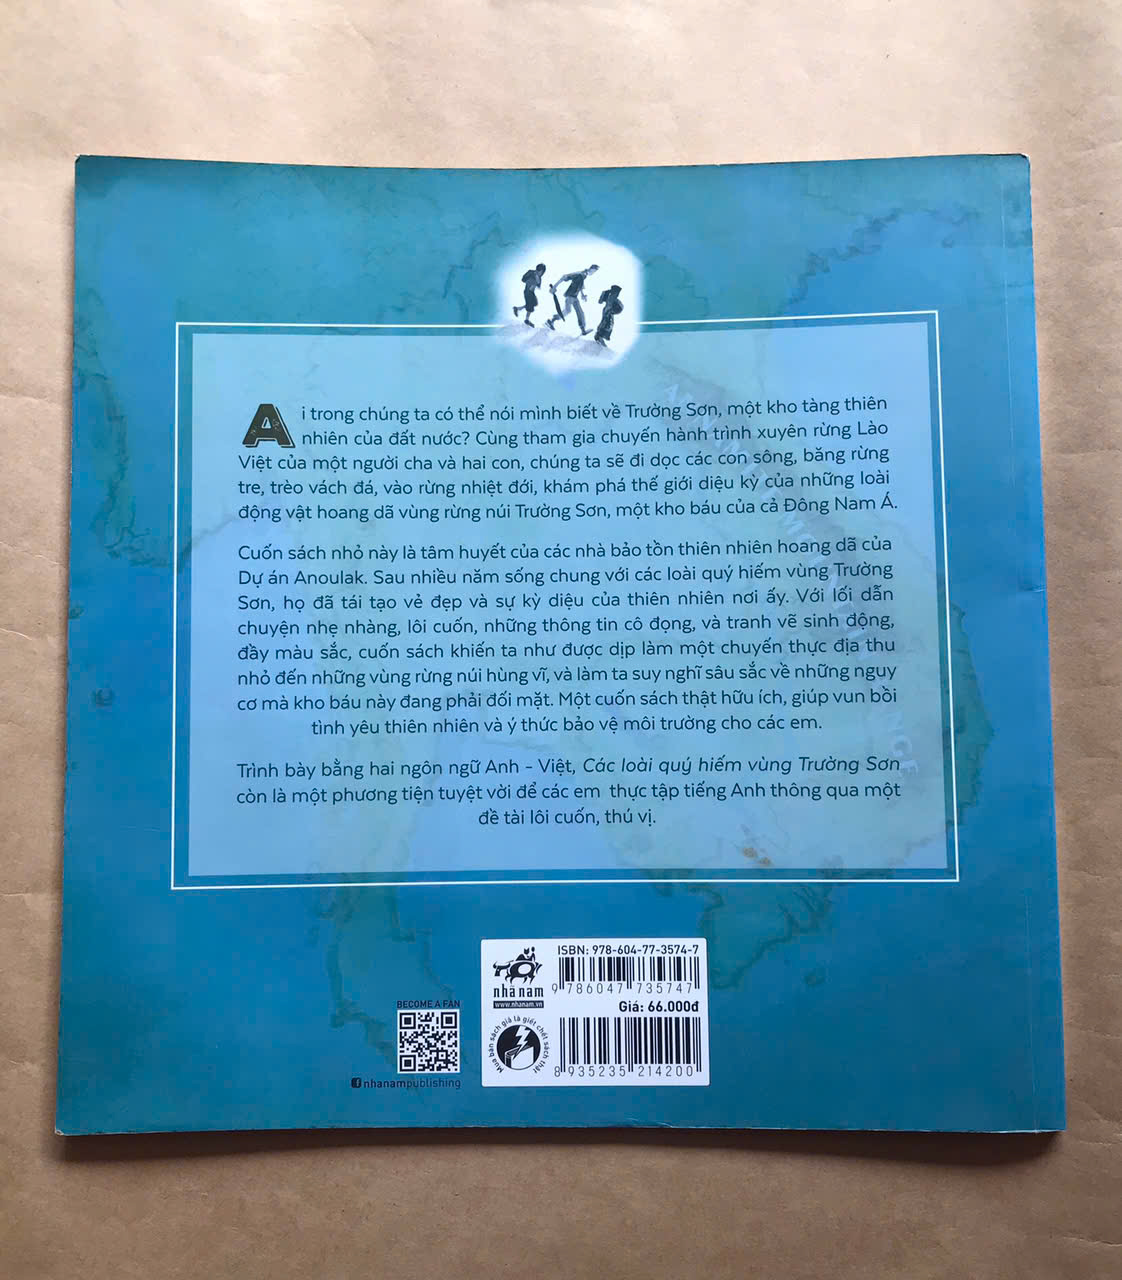 Ai trong chúng ta có thể nói mình biết về Trường Sơn, một kho tàng thiên
nhiên của đất nước? Cùng tham gia chuyến hành trình xuyên rừng Lào
Việt của một người cha và hai con, chúng ta sẽ đi dọc các con sông, băng rừng
tre, trèo vách đá, vào rừng nhiệt đới, khám phá thế giới diệu kỳ của những loài
động vật hoang dã vùng rừng núi Trường Sơn, một kho báu của cả Đông Nam Á.
Cuốn sách nhỏ này là tâm huyết của các nhà bảo tồn thiên nhiên hoang dã của
Dự án Anoulak. Sau nhiều năm sống chung với các loài quý hiếm vùng Trường
Sơn, họ đã tái tạo vẻ đẹp và sự kỳ diệu của thiên nhiên nơi ấy. Với lối dẫn
chuyện nhẹ nhàng, lôi cuốn, những thông tin cô đọng, và tranh vẽ sinh động,
đầy màu sắc, cuốn sách khiến ta như được dịp làm một chuyến thực địa thu
nhỏ đến những vùng rừng núi hùng vĩ, và làm ta suy nghĩ sâu sắc về những nguy
cơ mà kho báu này đang phải đối mặt. Một cuốn sách thật hữu ích, giúp vun bồi
tình yêu thiên nhiên và ý thức bảo vệ môi trường cho các em.
Trình bày bằng hai ngôn ngữ Anh - Việt, Các loài quý hiếm vùng Trường Sơn
còn là một phương tiện tuyệt vời để các em thực tập tiếng Anh thông qua một
đề tài lôi cuốn, thú vị.
BECOME A FAN
nhanampublishing
nhã nam
www.nhanam.vn
Mua bán sách giả là giết chết sách thật
ISBN: 978-604-77-3574-7
9 786047 735747
Giá: 66.000đ
8 935235 214200